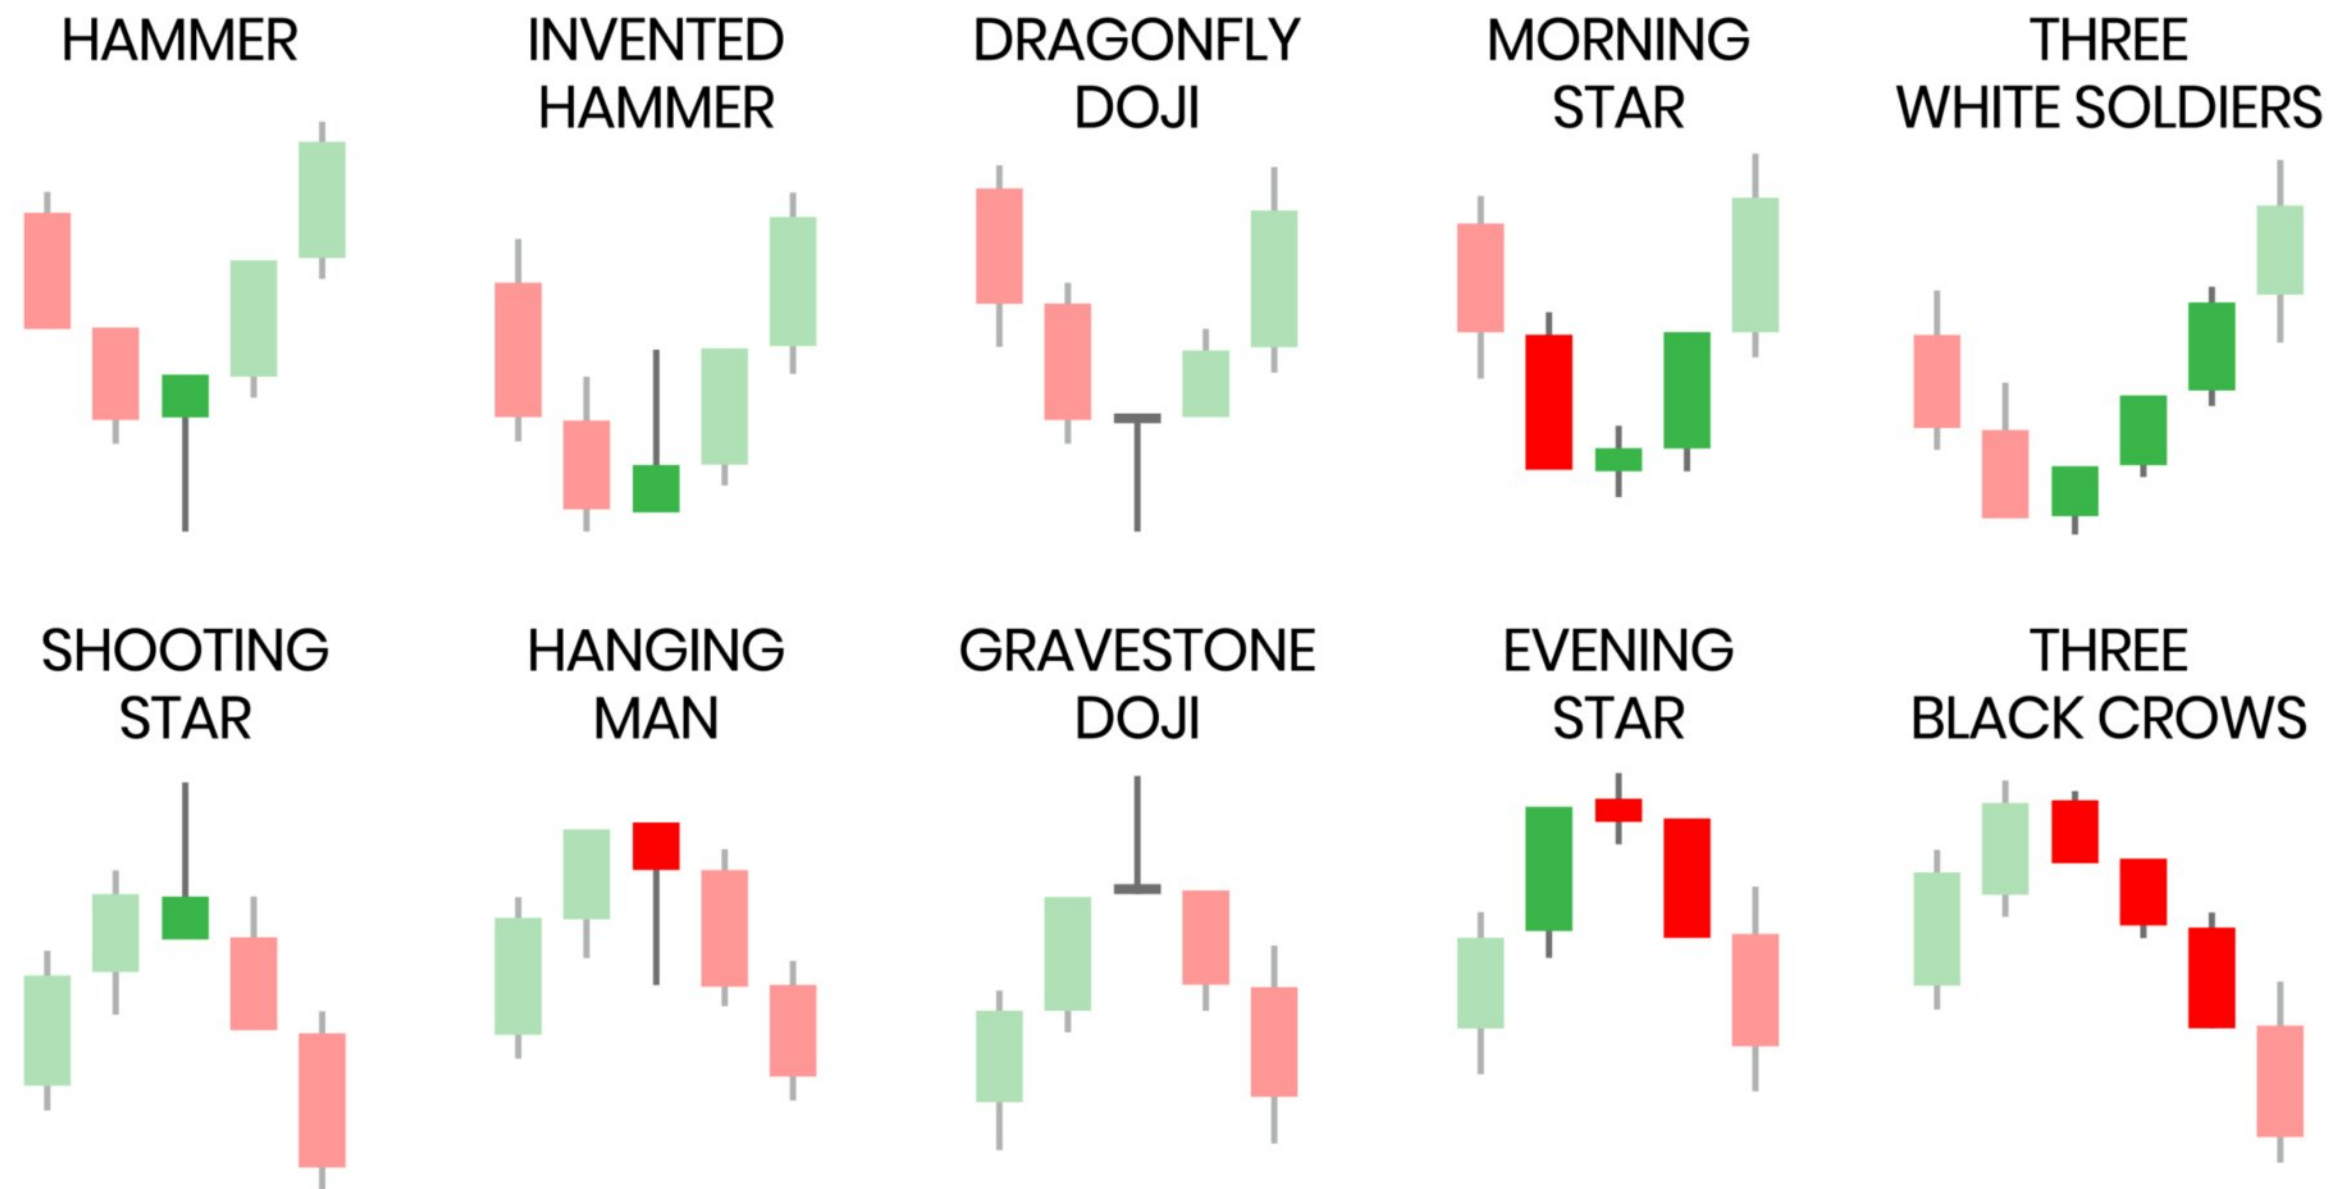 HAMMER
INVENTED
HAMMER
DRAGONFLY
DOJI
MORNING
STAR
THREE
WHITE SOLDIERS
SHOOTING
STAR
HANGING
MAN
GRAVESTONE
DOJI
EVENING
STAR
THREE
BLACK CROWS